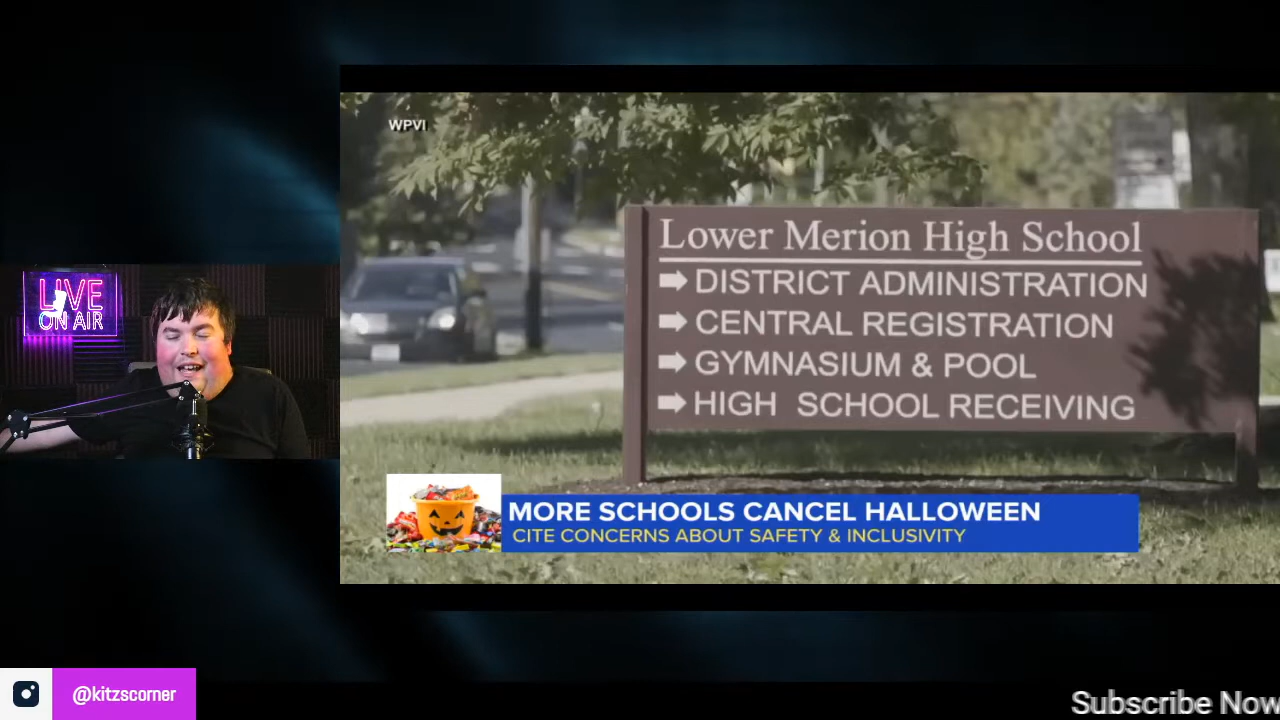 WPVI
Lower Merion High School
➡ DISTRICT ADMINISTRATION
➡ CENTRAL REGISTRATION
➡ GYMNASIUM & POOL
➡ HIGH SCHOOL RECEIVING
LIVE
ON AIR
MORE SCHOOLS CANCEL HALLOWEEN
CITE CONCERNS ABOUT SAFETY & INCLUSIVITY
@kitzscorner
Subscribe Now